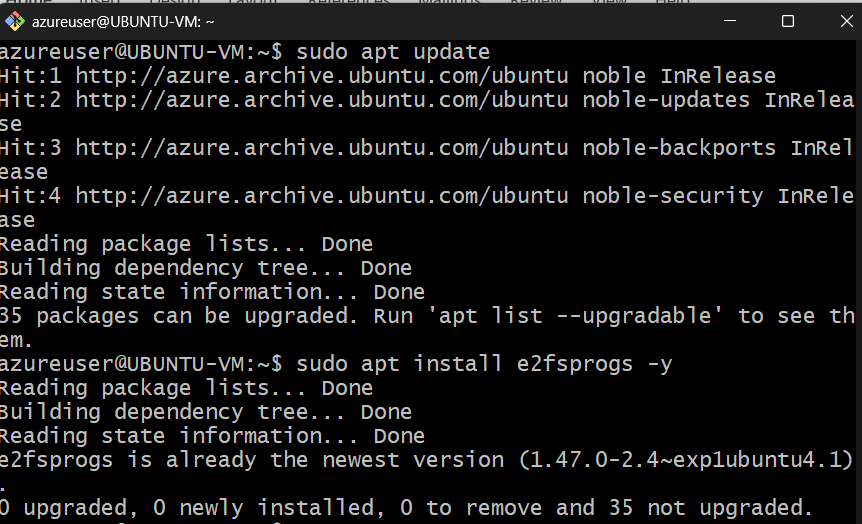 azureuser@UBUNTU-VM: ~
azureuser@UBUNTU-VM:~$ sudo apt update
Hit:1 http://azure.archive.ubuntu.com/ubuntu noble InRelease
Hit:2 http://azure.archive.ubuntu.com/ubuntu noble-updates InRelea
se
Hit:3 http://azure.archive.ubuntu.com/ubuntu noble-backports InRel
ease
Hit:4 http://azure.archive.ubuntu.com/ubuntu noble-security InRele
ase
Reading package lists... Done
Building dependency tree... Done
Reading state information... Done
35 packages can be upgraded. Run 'apt list --upgradable' to see th
em.
azureuser@UBUNTU-VM:~$ sudo apt install e2fsprogs -y
Reading package lists... Done
Building dependency tree... Done
Reading state information... Done
e2fsprogs is already the newest version (1.47.0-2.4~exp1ubuntu4.1)
.
0 upgraded, 0 newly installed, 0 to remove and 35 not upgraded.